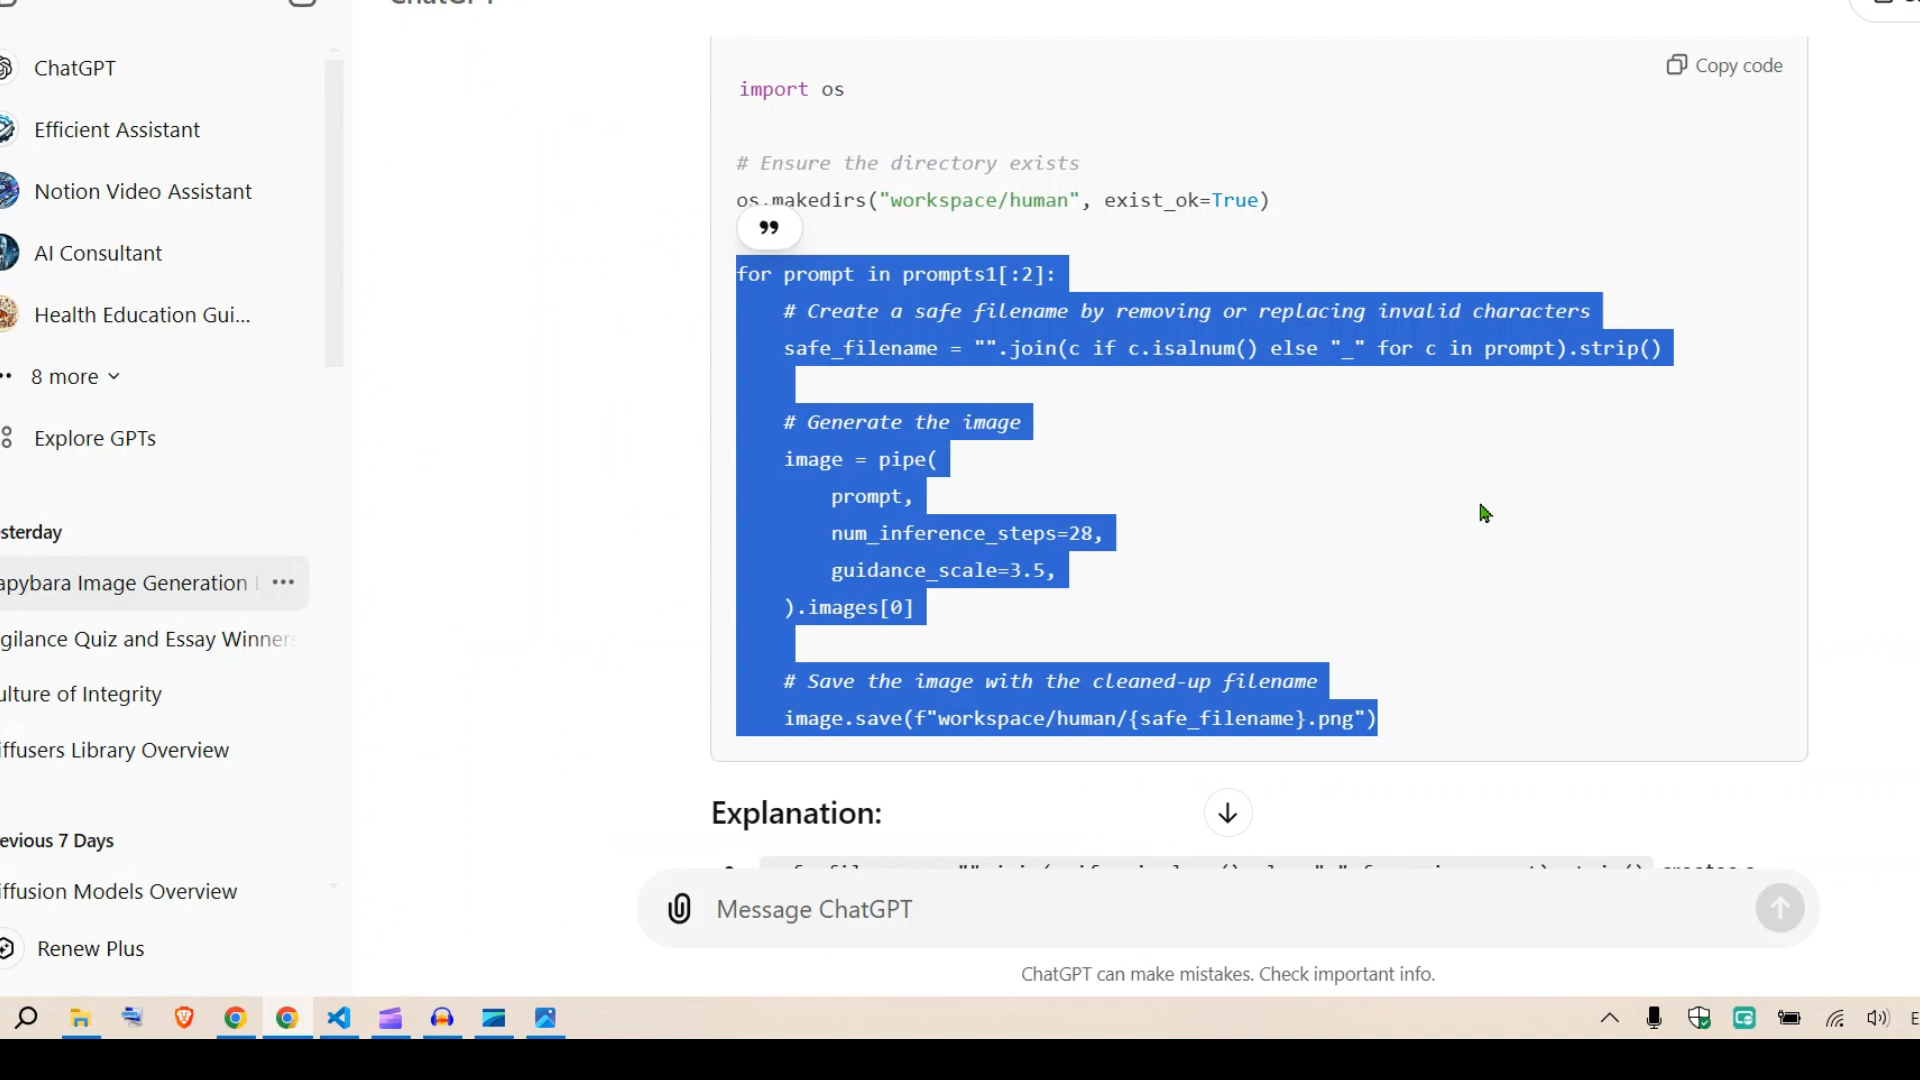 ChatGPT
ChatGPT
Efficient Assistant
Notion Video Assistant
AI Consultant
Health Education Gui...
8 more
Explore GPTs
sterday
apybara Image Generation
gilance Quiz and Essay Winners
ulture of Integrity
iffusers Library Overview
evious 7 Days
iffusion Models Overview
Renew Plus
Copy code
import os
# Ensure the directory exists
os.makedirs("workspace/human", exist_ok=True)
for prompt in prompts1[:2]:
    # Create a safe filename by removing or replacing invalid characters
    safe_filename = "".join(c if c.isalnum() else "_" for c in prompt).strip()
    # Generate the image
    image = pipe(
        prompt,
        num_inference_steps=28,
        guidance_scale=3.5,
    ).images[0]
    # Save the image with the cleaned-up filename
    image.save(f"workspace/human/{safe_filename}.png")
Explanation:
Message ChatGPT
ChatGPT can make mistakes. Check important info.